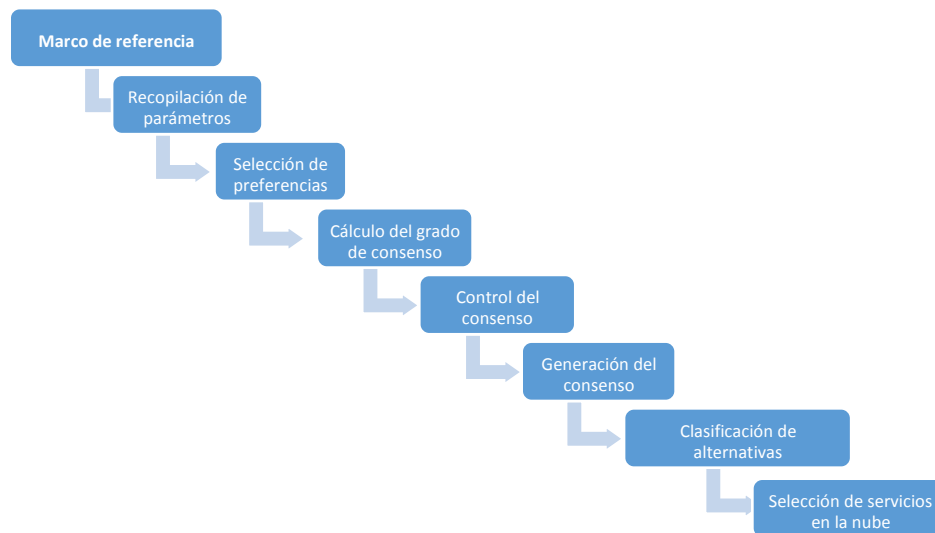 Marco de referencia
Recopilación de
parámetros
Selección de
preferencias
Cálculo del grado
de consenso
Control del
consenso
Generación del
consenso
Clasificación de
alternativas
Selección de servicios
en la nube